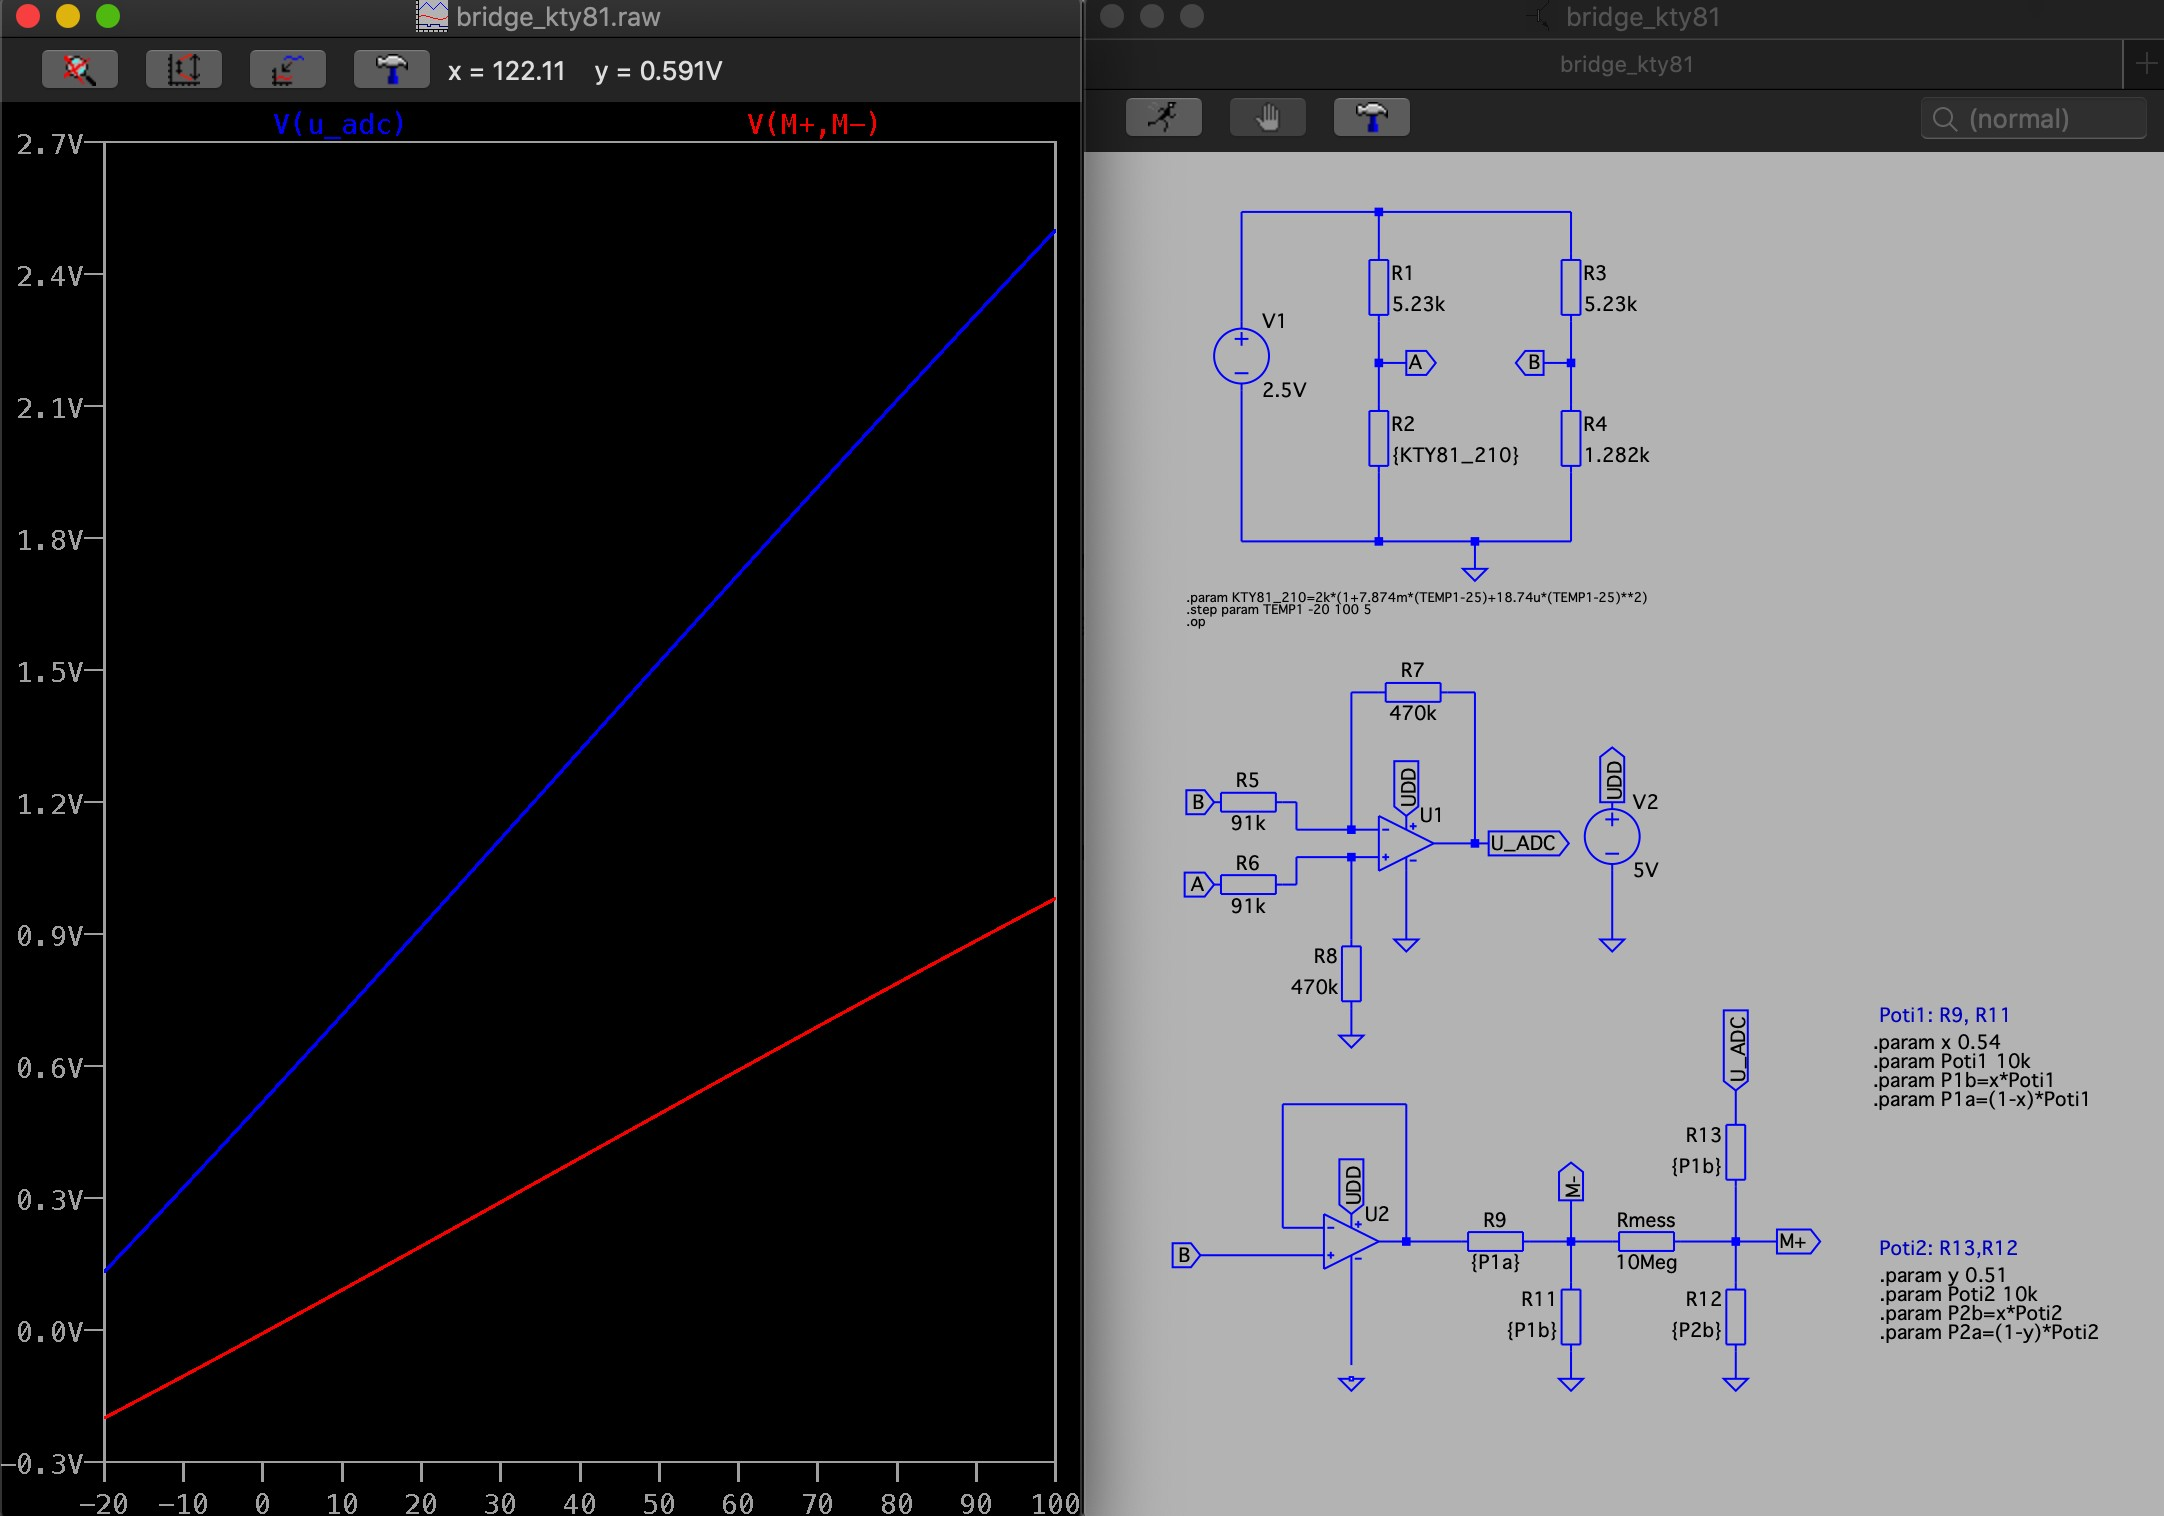 bridge_kty81.raw
x = 122.11 y = 0.591V
V(u_adc) V(M+,M−)
2.7V
2.4V
2.1V
1.8V
1.5V
1.2V
0.9V
0.6V
0.3V
0.0V
−0.3V
−20 −10 0 10 20 30 40 50 60 70 80 90 100
bridge_kty81
bridge_kty81
(normal)
V1
2.5V
R1
5.23k
R3
5.23k
A
B
R2
{KTY81_210}
R4
1.282k
.param KTY81_210=2k*(1+7.874m*(TEMP1-25)+18.74u*(TEMP1-25)**2)
.step param TEMP1 -20 100 5
.op
R7
470k
R5
B
91k
R6
A
91k
UDD
U1
U_ADC
R8
470k
UDD
V2
5V
U_ADC
R13
{P1b}
UDD
U2
B
R9
{P1a}
M-
Rmess
10Meg
M+
R11
{P1b}
R12
{P2b}
Poti1: R9, R11
.param x 0.54
.param Poti1 10k
.param P1b=x*Poti1
.param P1a=(1-x)*Poti1
Poti2: R13,R12
.param y 0.51
.param Poti2 10k
.param P2b=x*Poti2
.param P2a=(1-y)*Poti2